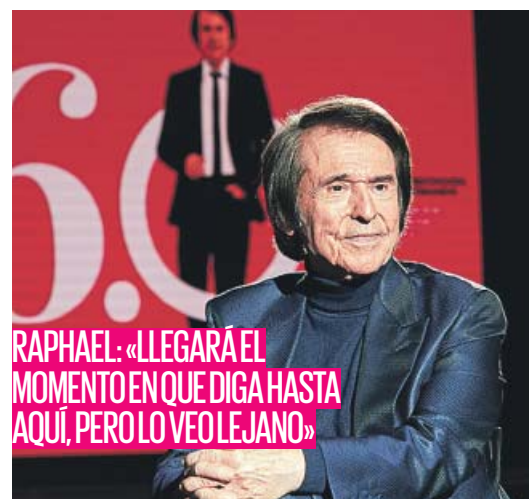 6.0
RAPHAEL: «LLEGARÁ EL
MOMENTO EN QUE DIGA HASTA
AQUÍ, PERO LO VEO LEJANO»